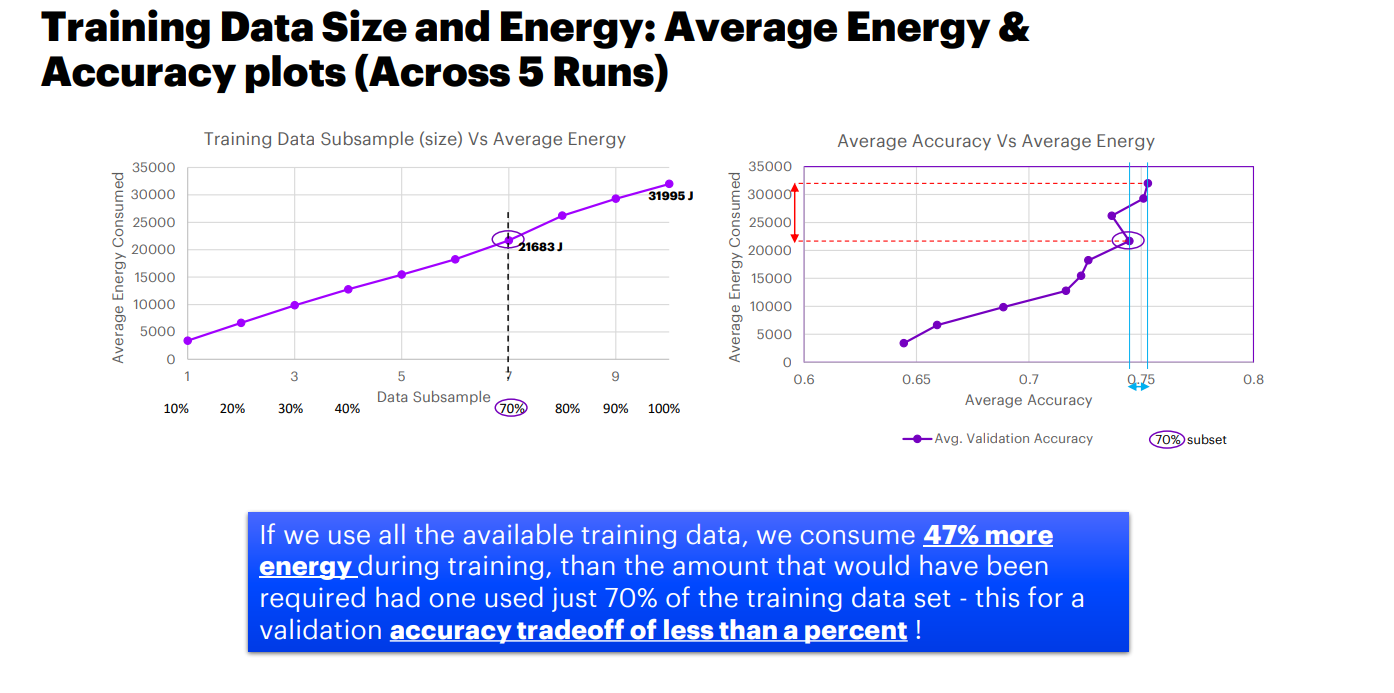 Training Data Size and Energy: Average Energy &
Accuracy plots (Across 5 Runs)
Training Data Subsample (size) Vs Average Energy
Average Energy Consumed
35000
30000
25000
20000
15000
10000
5000
0
31995 J
21683 J
1
3
5
7
9
Data Subsample
10%
20%
30%
40%
70%
80%
90%
100%
Average Accuracy Vs Average Energy
Average Energy Consumed
35000
30000
25000
20000
15000
10000
5000
0
0.6
0.65
0.7
0.75
0.8
Average Accuracy
Avg. Validation Accuracy
70% subset
If we use all the available training data, we consume 47% more
energy during training, than the amount that would have been
required had one used just 70% of the training data set - this for a
validation accuracy tradeoff of less than a percent !